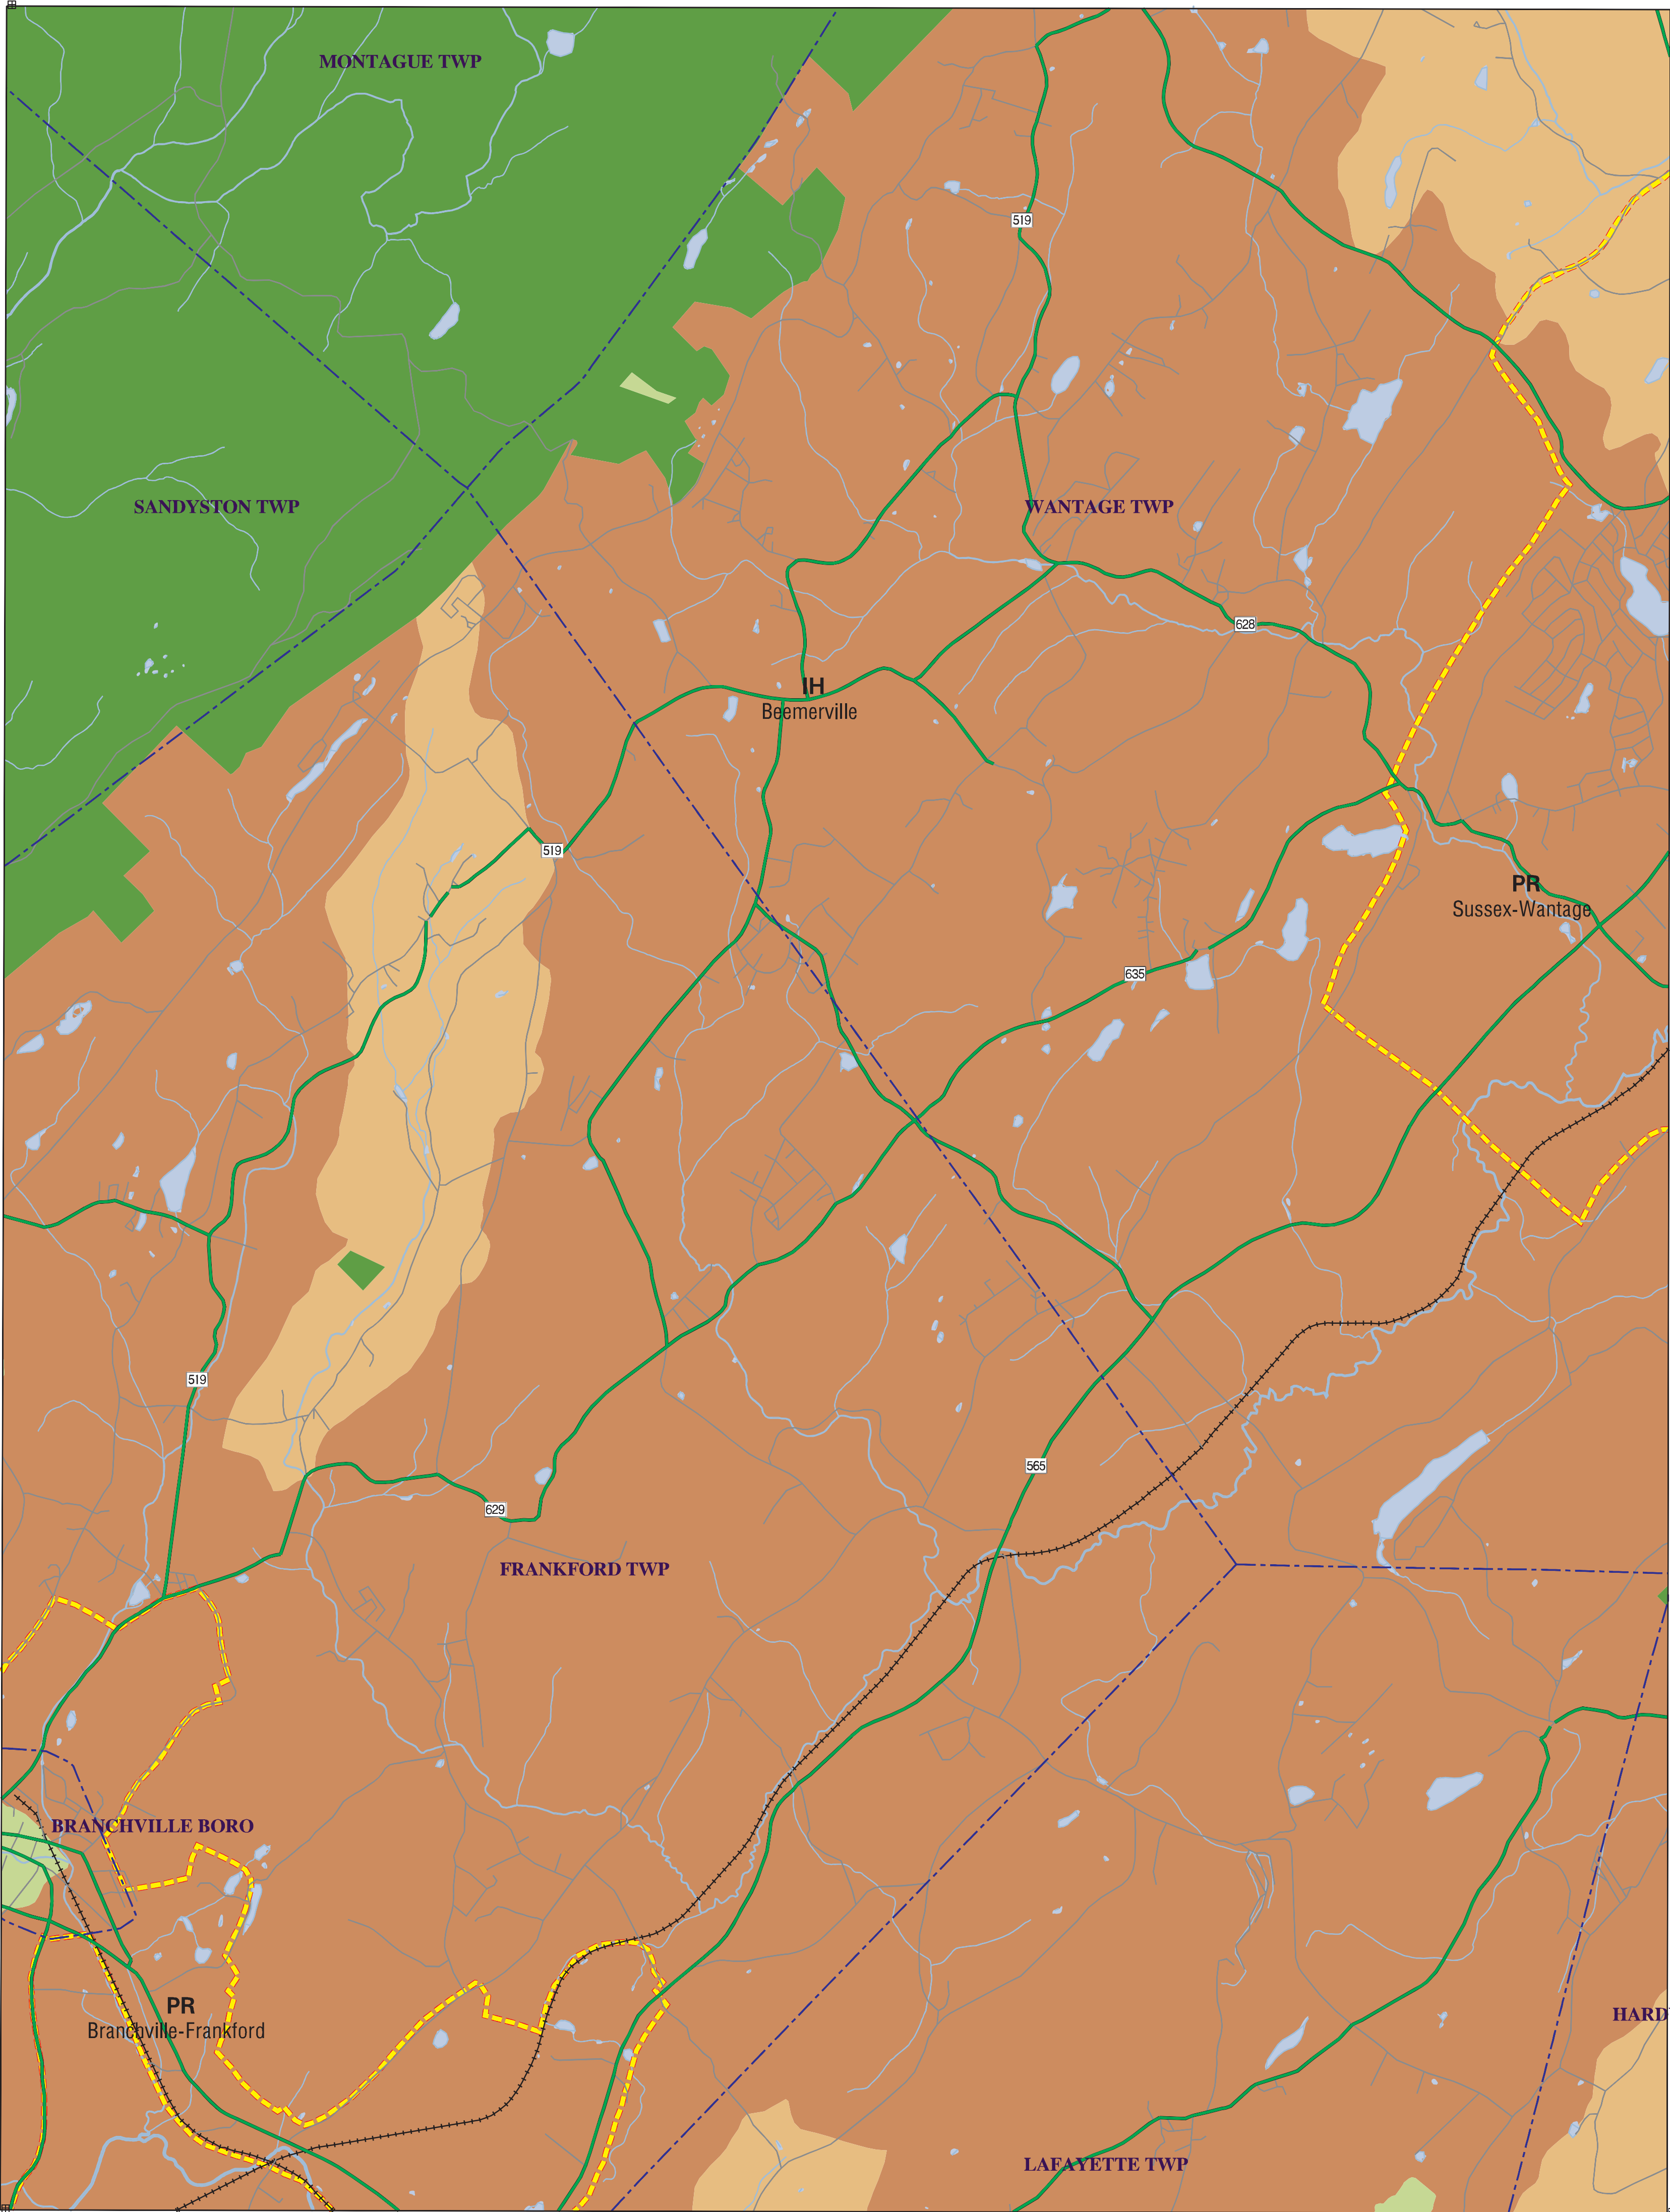 MONTAGUE TWP
519
SANDYSTON TWP
WANTAGE TWP
628
IH
Beemerville
519
PR
Sussex-Wantage
635
519
565
629
FRANKFORD TWP
BRANCHVILLE BORO
PR
Branchville-Frankford
HARD
LAFAYETTE TWP